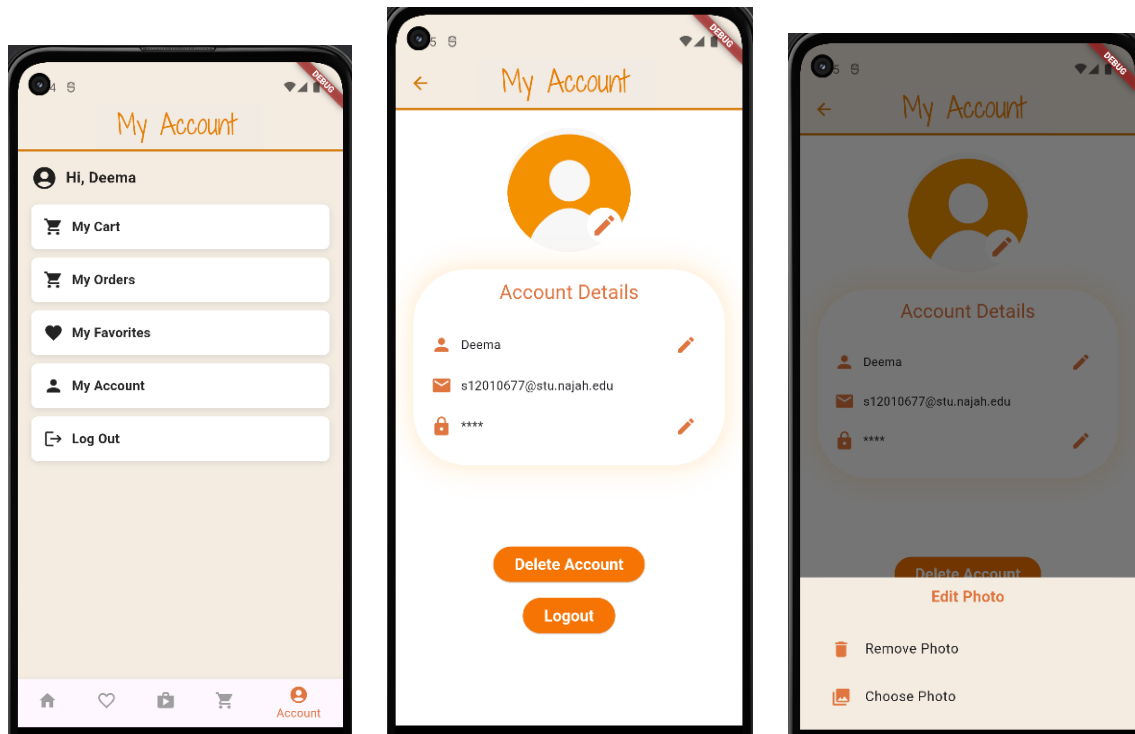 DEBUG
My Account
Hi, Deema
My Cart
My Orders
My Favorites
My Account
Log Out
Account
5
DEBUG
My Account
Account Details
Deema
s12010677@stu.najah.edu
****
Delete Account
Logout
5
DEBUG
My Account
Account Details
Deema
s12010677@stu.najah.edu
****
Delete Account
Edit Photo
Remove Photo
Choose Photo